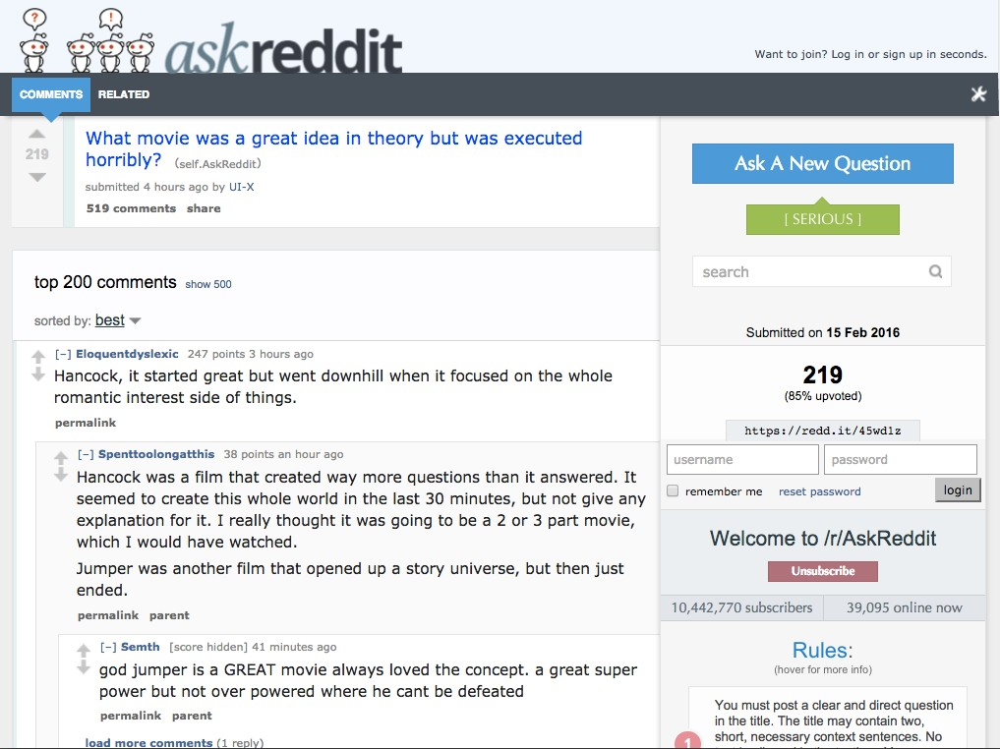 ? !
askreddit
Want to join? Log in or sign up in seconds.
COMMENTS RELATED
219
What movie was a great idea in theory but was executed
horribly? (self.AskReddit)
submitted 4 hours ago by UI-X
519 comments share
top 200 comments show 500
sorted by: best
[–] Eloquentdyslexic 247 points 3 hours ago
Hancock, it started great but went downhill when it focused on the whole
romantic interest side of things.
permalink
[–] Spenttoolongatthis 38 points an hour ago
Hancock was a film that created way more questions than it answered. It
seemed to create this whole world in the last 30 minutes, but not give any
explanation for it. I really thought it was going to be a 2 or 3 part movie,
which I would have watched.
Jumper was another film that opened up a story universe, but then just
ended.
permalink parent
[–] Semth [score hidden] 41 minutes ago
god jumper is a GREAT movie always loved the concept. a great super
power but not over powered where he cant be defeated
permalink parent
load more comments (1 reply)
Ask A New Question
[ SERIOUS ]
search
Submitted on 15 Feb 2016
219
(85% upvoted)
https://redd.it/45wd1z
username password
remember me reset password login
Welcome to /r/AskReddit
Unsubscribe
10,442,770 subscribers 39,095 online now
Rules:
(hover for more info)
1
You must post a clear and direct question
in the title. The title may contain two,
short, necessary context sentences. No